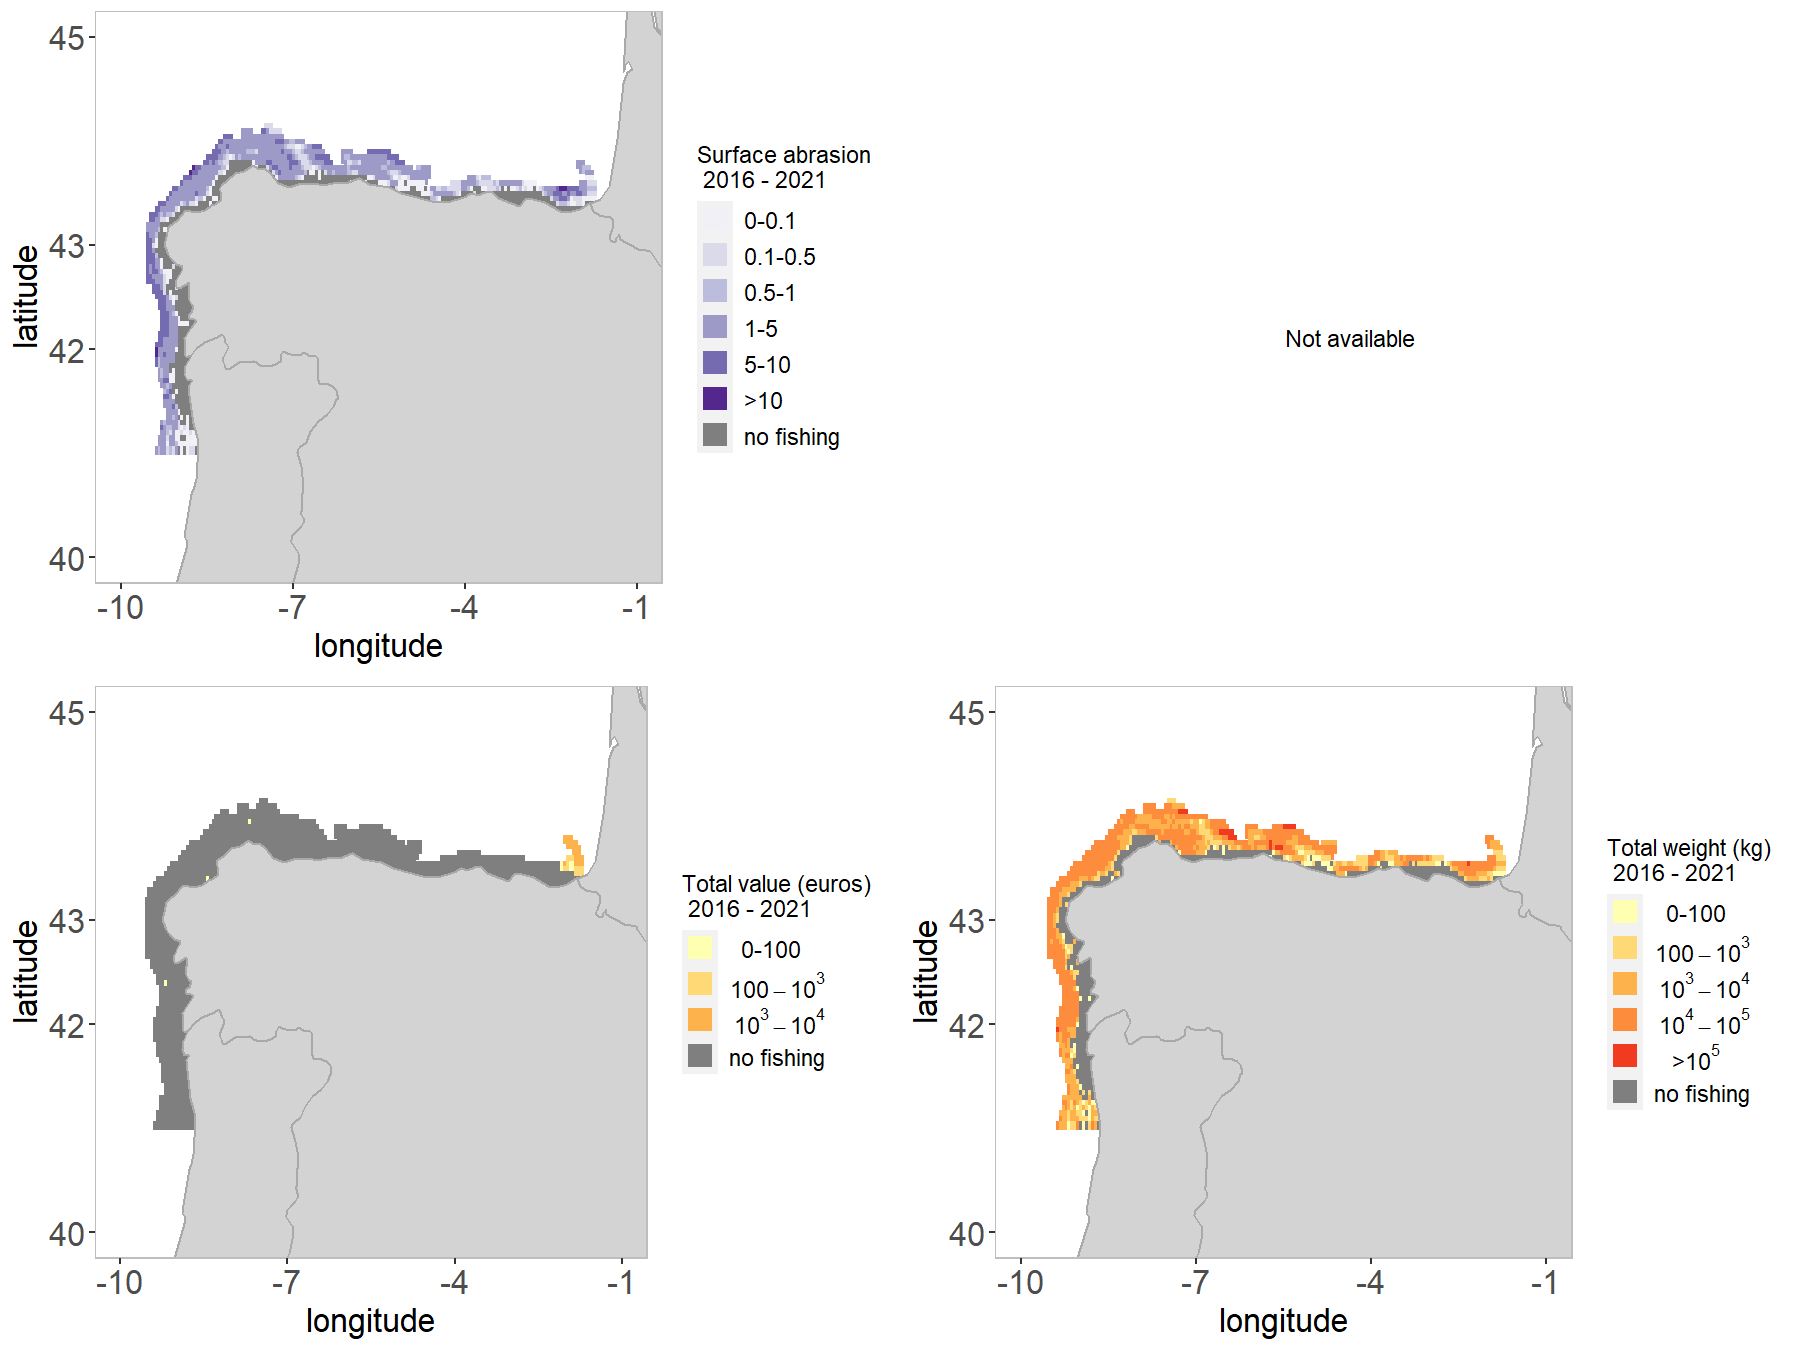 45
43
42
40
latitude
-10
-7
-4
-1
longitude
Surface abrasion
2016 - 2021
0-0.1
0.1-0.5
0.5-1
1-5
5-10
>10
no fishing
Not available
45
43
42
40
latitude
-10
-7
-4
-1
longitude
Total value (euros)
2016 - 2021
0-100
100 – 10³
10³ – 10⁴
no fishing
45
43
42
40
latitude
-10
-7
-4
-1
longitude
Total weight (kg)
2016 - 2021
0-100
100 – 10³
10³ – 10⁴
10⁴ – 10⁵
>10⁵
no fishing